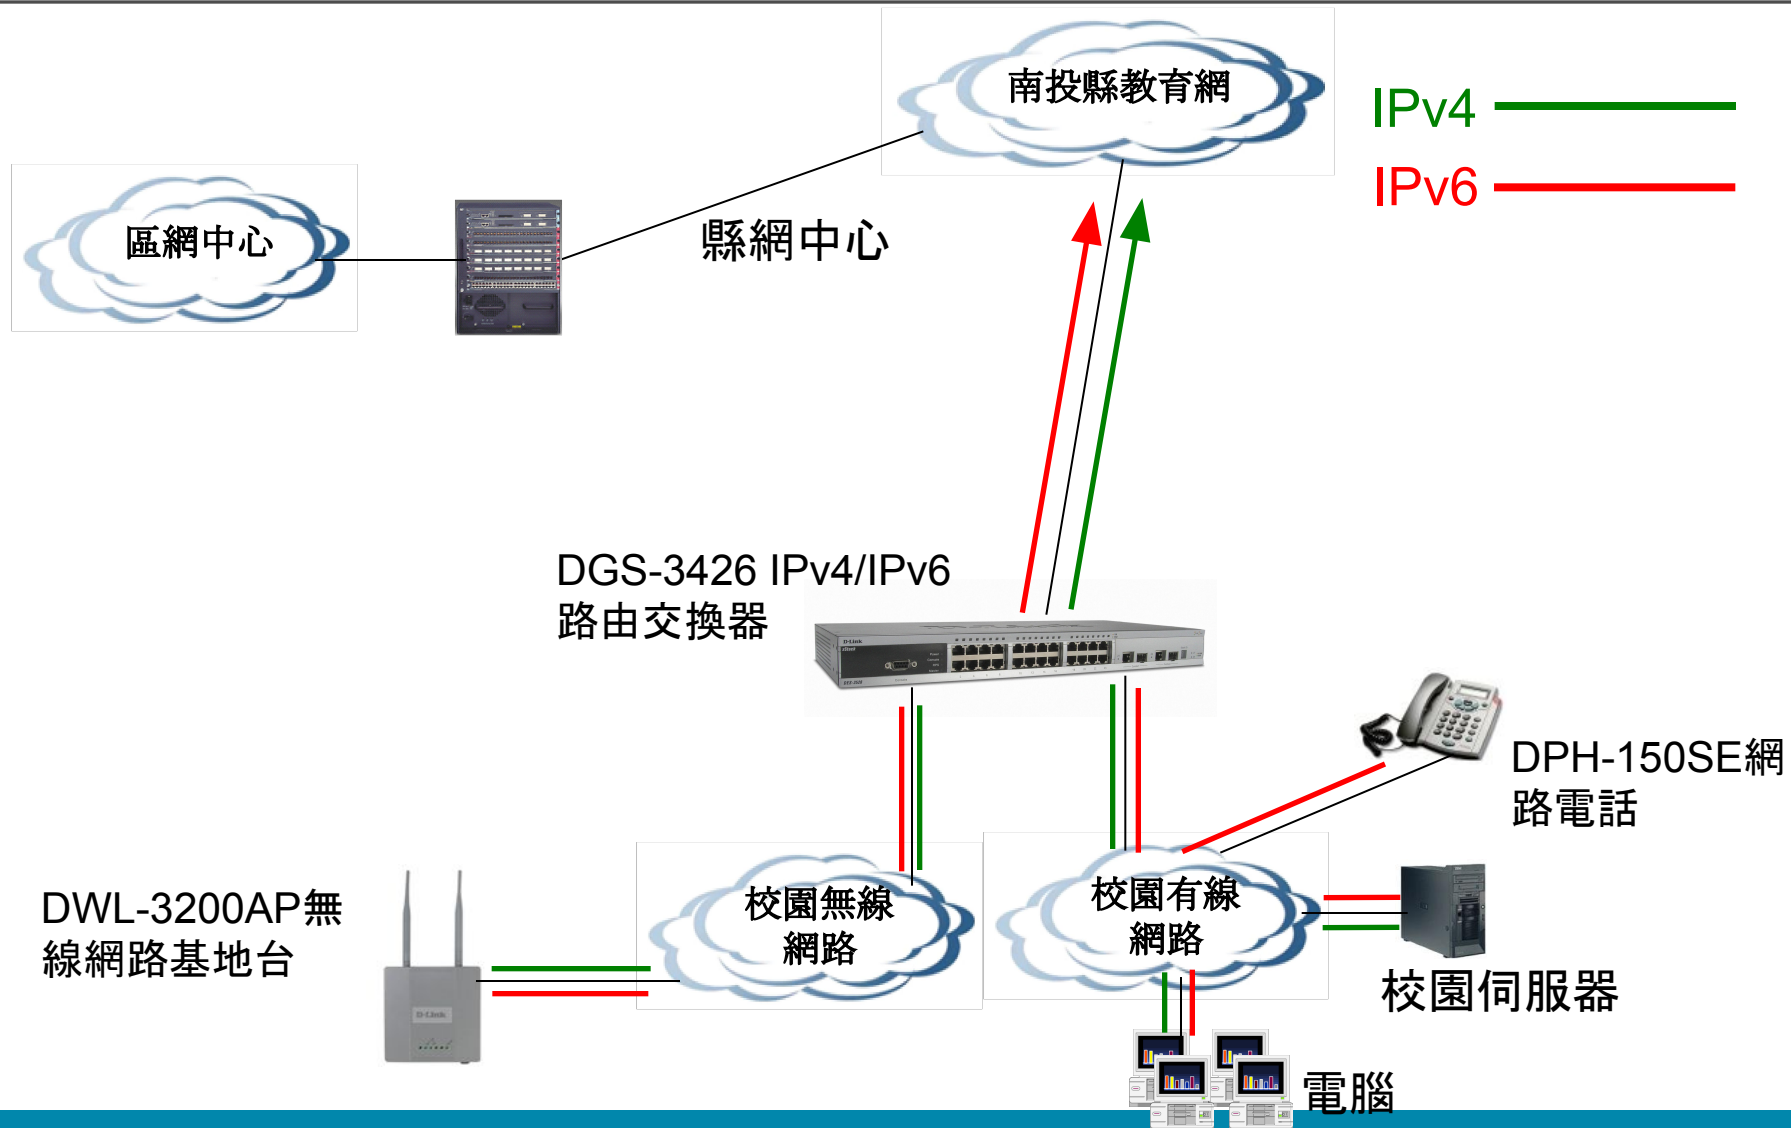 南投縣教育網
IPv4
IPv6
區網中心
縣網中心
DGS-3426 IPv4/IPv6
路由交換器
D-Link
DPH-150SE網
路電話
校園無線
網路
校園有線
網路
DWL-3200AP無
線網路基地台
D-Link
校園伺服器
電腦